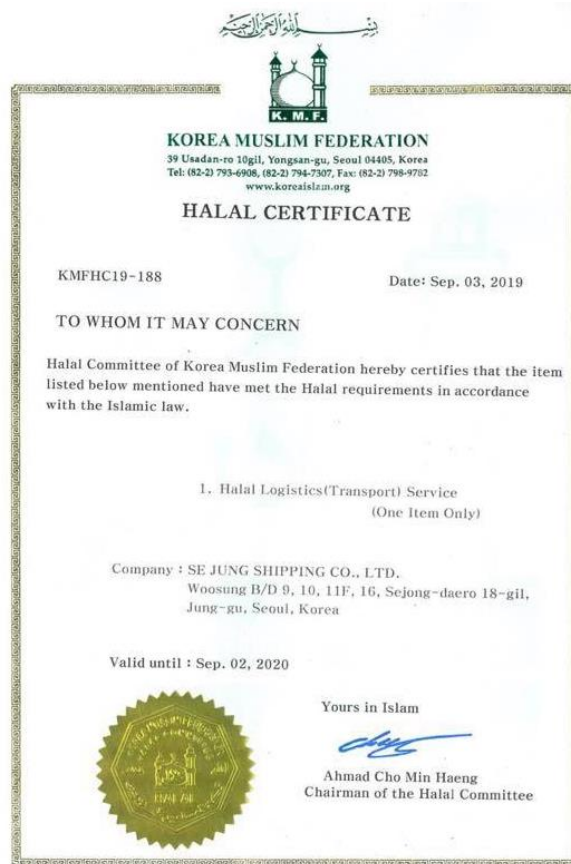 بسم الله الرحمن الرحيم
K. M. F.
KOREA MUSLIM FEDERATION
39 Usadan-ro 10gil, Yongsan-gu, Seoul 04405, Korea
Tel: (82-2) 793-6908, (82-2) 794-7307, Fax: (82-2) 798-9782
www.koreaislam.org
HALAL CERTIFICATE
KMFHC19-188
Date: Sep. 03, 2019
TO WHOM IT MAY CONCERN
Halal Committee of Korea Muslim Federation hereby certifies that the item
listed below mentioned have met the Halal requirements in accordance
with the Islamic law.
1. Halal Logistics(Transport) Service
(One Item Only)
Company : SE JUNG SHIPPING CO., LTD.
Woosung B/D 9, 10, 11F, 16, Sejong-daero 18-gil,
Jung-gu, Seoul, Korea
Valid until : Sep. 02, 2020
Yours in Islam
Ahmad Cho Min Haeng
Chairman of the Halal Committee
KOREA MUSLIM FEDERATION
HALAL